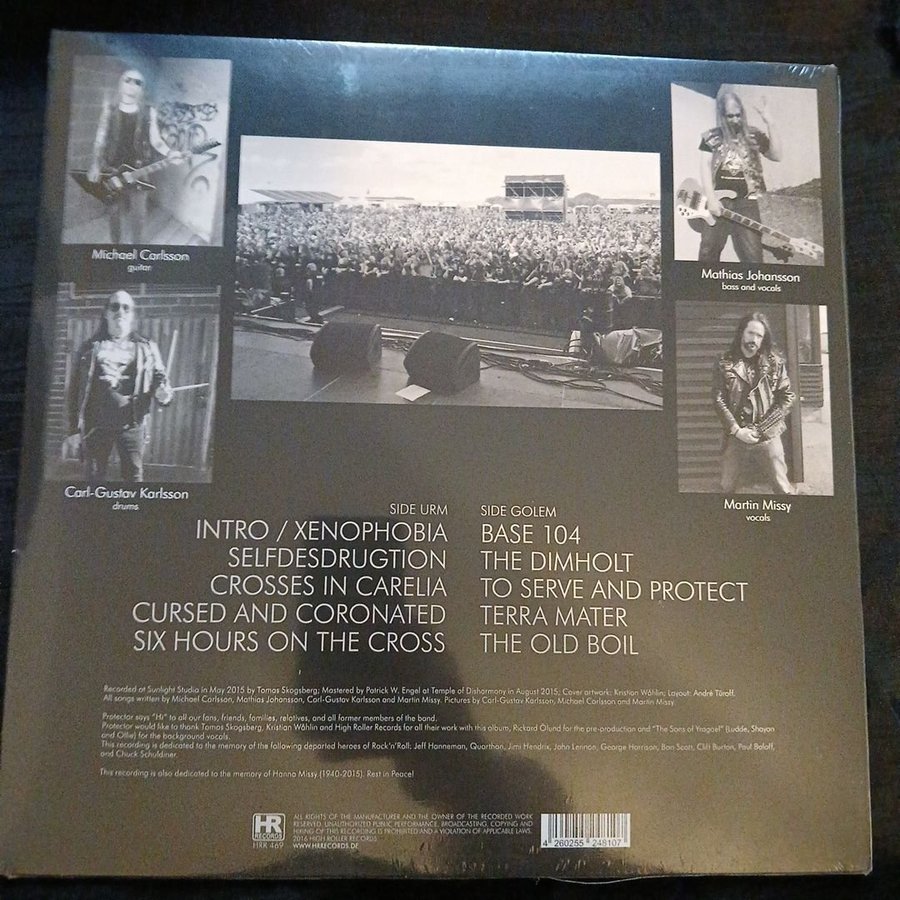 Michael Carlsson
guitar
Mathias Johansson
bass and vocals
Carl-Gustav Karlsson
drums
Martin Missy
vocals
SIDE URM
INTRO / XENOPHOBIA
SELFDESDRUGTION
CROSSES IN CARELIA
CURSED AND CORONATED
SIX HOURS ON THE CROSS
SIDE GOLEM
BASE 104
THE DIMHOLT
TO SERVE AND PROTECT
TERRA MATER
THE OLD BOIL
Recorded at Sunlight Studio in May 2015 by Tomas Skogsberg; Mastered by Patrick W. Engel at Temple of Disharmony in August 2015; Cover artwork: Kristian Wåhlin; Layout: André Türoff.
All songs written by Michael Carlsson, Mathias Johansson, Carl-Gustav Karlsson and Martin Missy. Pictures by Carl-Gustav Karlsson, Michael Carlsson and Martin Missy
Protector says "Hi" to all our fans, friends, families, relatives, and all former members of the band.
Protector would like to thank Tomas Skogsberg, Kristian Wåhlin and High Roller Records for all their work with this album, Rickard Ölund for the pre-production and "The Sons of Yragael" (Ludde, Shayan
and Ollie) for the background vocals.
This recording is dedicated to the memory of the following departed heroes of Rock'n'Roll: Jeff Hanneman, Quorthon, Jimi Hendrix, John Lennon, George Harrison, Bon Scott, Cliff Burton, Paul Baloff,
and Chuck Schuldiner.
This recording is also dedicated to the memory of Hanna Missy (1940-2015). Rest in Peace!
HR
RECORDS
HRR 469
ALL RIGHTS OF THE MANUFACTURER AND THE OWNER OF THE RECORDED WORK
RESERVED. UNAUTHORIZED PUBLIC PERFORMANCE, BROADCASTING, COPYING AND
HIRING OF THIS RECORDING IS PROHIBITED AND A VIOLATION OF APPLICABLE LAWS.
2016 HIGH ROLLER RECORDS
WWW.HRRECORDS.DE
4 260255 248107